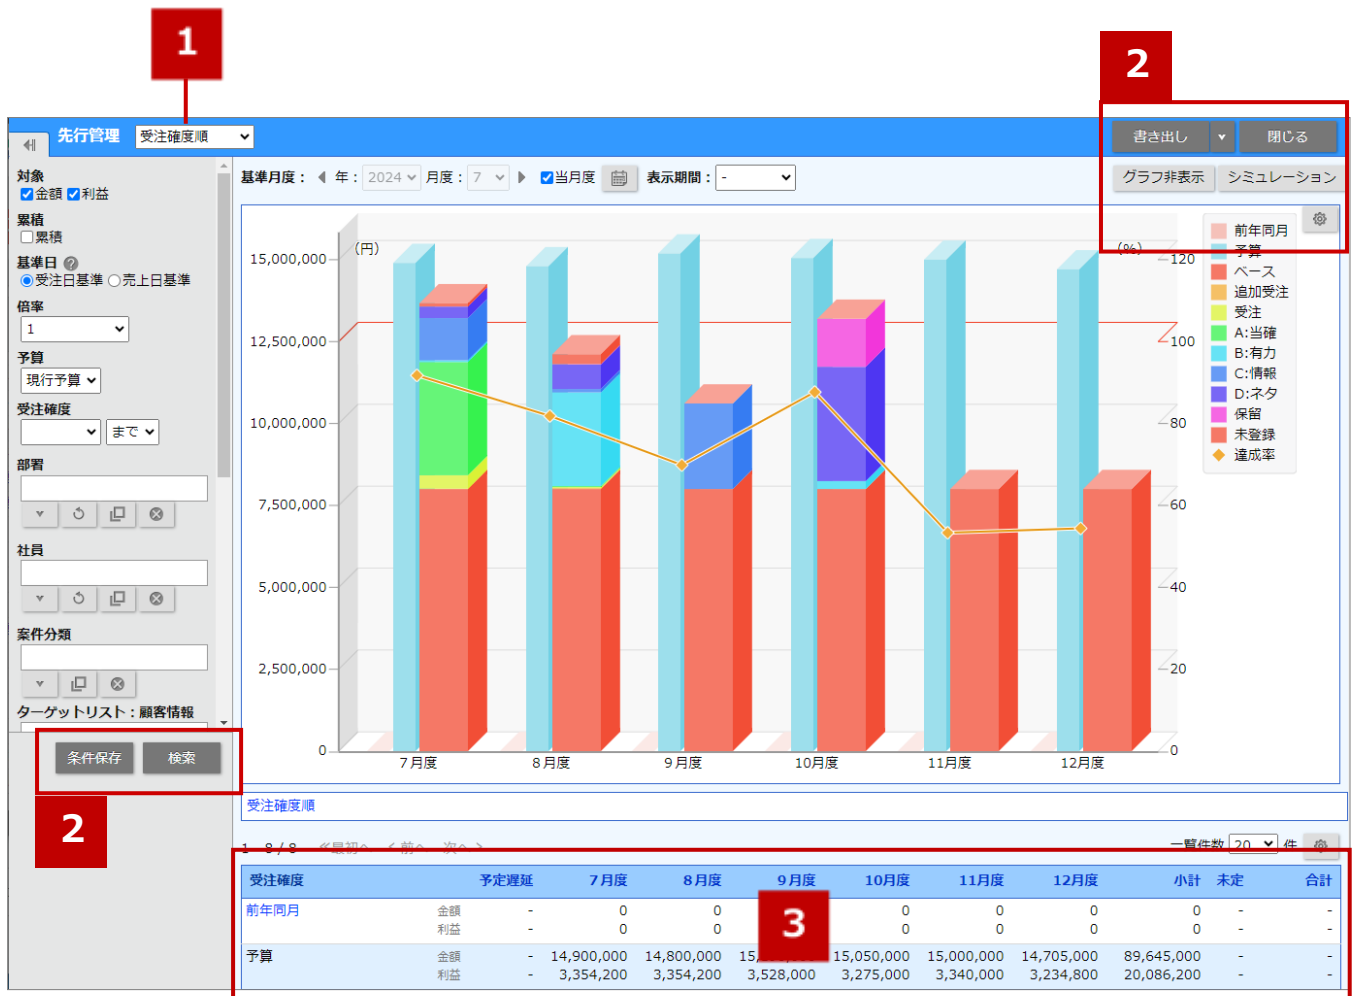 1
2
先行管理 受注確度順
書き出し 閉じる
対象
金額 利益
累積
累積
基準日
受注日基準 売上日基準
倍率
1
予算
現行予算
受注確度
まで
部署
社員
案件分類
ターゲットリスト：顧客情報
条件保存 検索
2
基準月度： 年： 2024 月度： 7 当月度 表示期間： -
グラフ非表示 シミュレーション
(円)
(%)
15,000,000
12,500,000
10,000,000
7,500,000
5,000,000
2,500,000
0
120
100
80
60
40
20
0
7月度 8月度 9月度 10月度 11月度 12月度
前年同月
予算
ベース
追加受注
受注
A:当確
B:有力
C:情報
D:ネタ
保留
未登録
達成率
受注確度順
1 - 8 / 8 ≪最初へ < 前へ 次へ > 一覧件数 20 件
受注確度 予定遅延 7月度 8月度 9月度 10月度 11月度 12月度 小計 未定 合計
前年同月 金額 - 0 0 0 0 0 0 - -
利益 - 0 0 0 0 0 0 - -
3
予算 金額 - 14,900,000 14,800,000 15, 15,050,000 15,000,000 14,705,000 89,645,000 - -
利益 - 3,354,200 3,354,200 3,528,000 3,275,000 3,340,000 3,234,800 20,086,200 - -